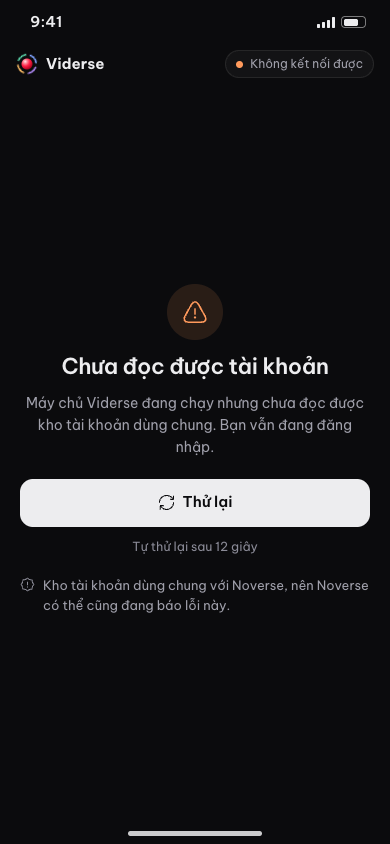 9:41
Viderse
Không kết nối được
Chưa đọc được tài khoản
Máy chủ Viderse đang chạy nhưng chưa đọc được
kho tài khoản dùng chung. Bạn vẫn đang đăng
nhập.
Thử lại
Tự thử lại sau 12 giây
Kho tài khoản dùng chung với Noverse, nên Noverse
có thể cũng đang báo lỗi này.